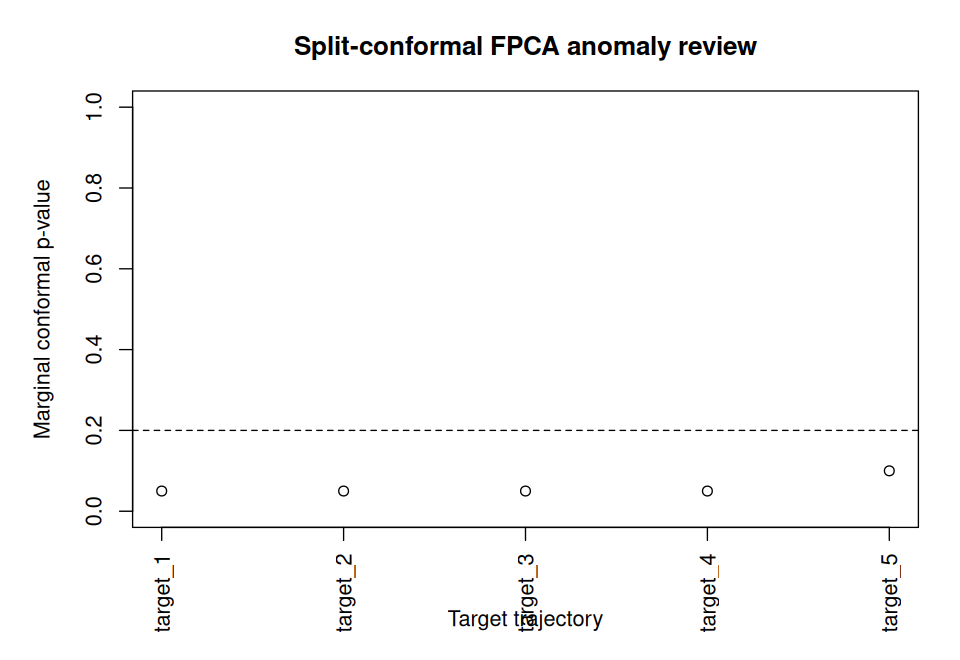 Split-conformal FPCA anomaly review
Marginal conformal p-value
1.0
0.8
0.6
0.4
0.2
0.0
target_1
target_2
target_3
target_4
target_5
Target trajectory